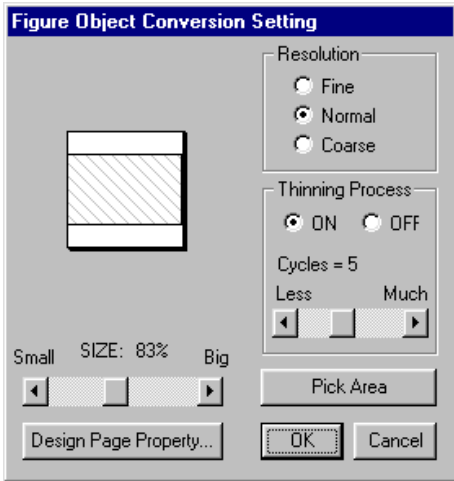 Figure Object Conversion Setting
Resolution
Fine
Normal
Coarse
Thinning Process
ON OFF
Cycles = 5
Less Much
Small SIZE: 83% Big
Pick Area
Design Page Property...
OK Cancel